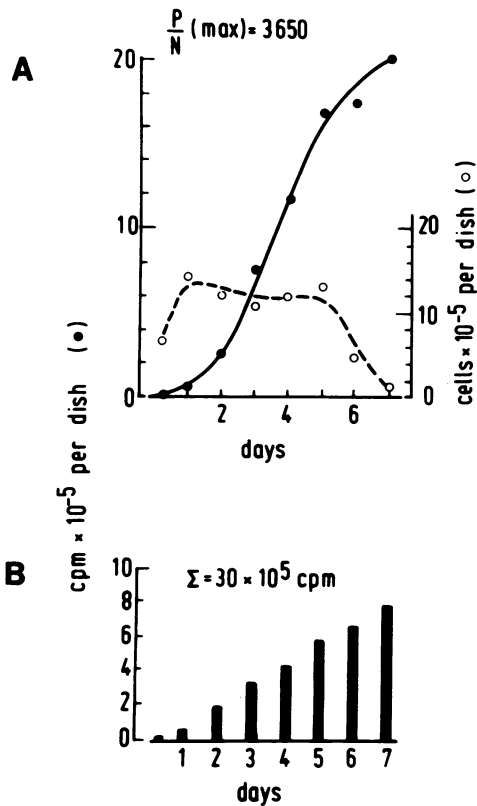 A
P/N (max) = 3650
20
10
0
20
10
0
2 4 6
days
cpm × 10⁻⁵ per dish (●)
cells × 10⁻⁵ per dish (○)
B
Σ = 30 × 10⁵ cpm
10
8
6
4
2
0
1 2 3 4 5 6 7
days